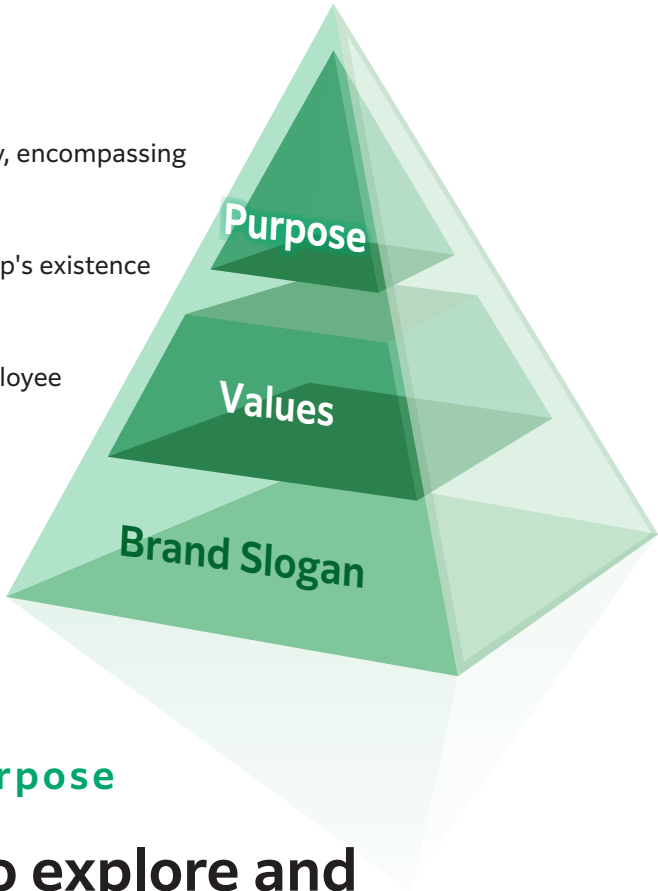 , encompassing
p's existence
loyee
Purpose
Values
Brand Slogan
rpose
o explore and